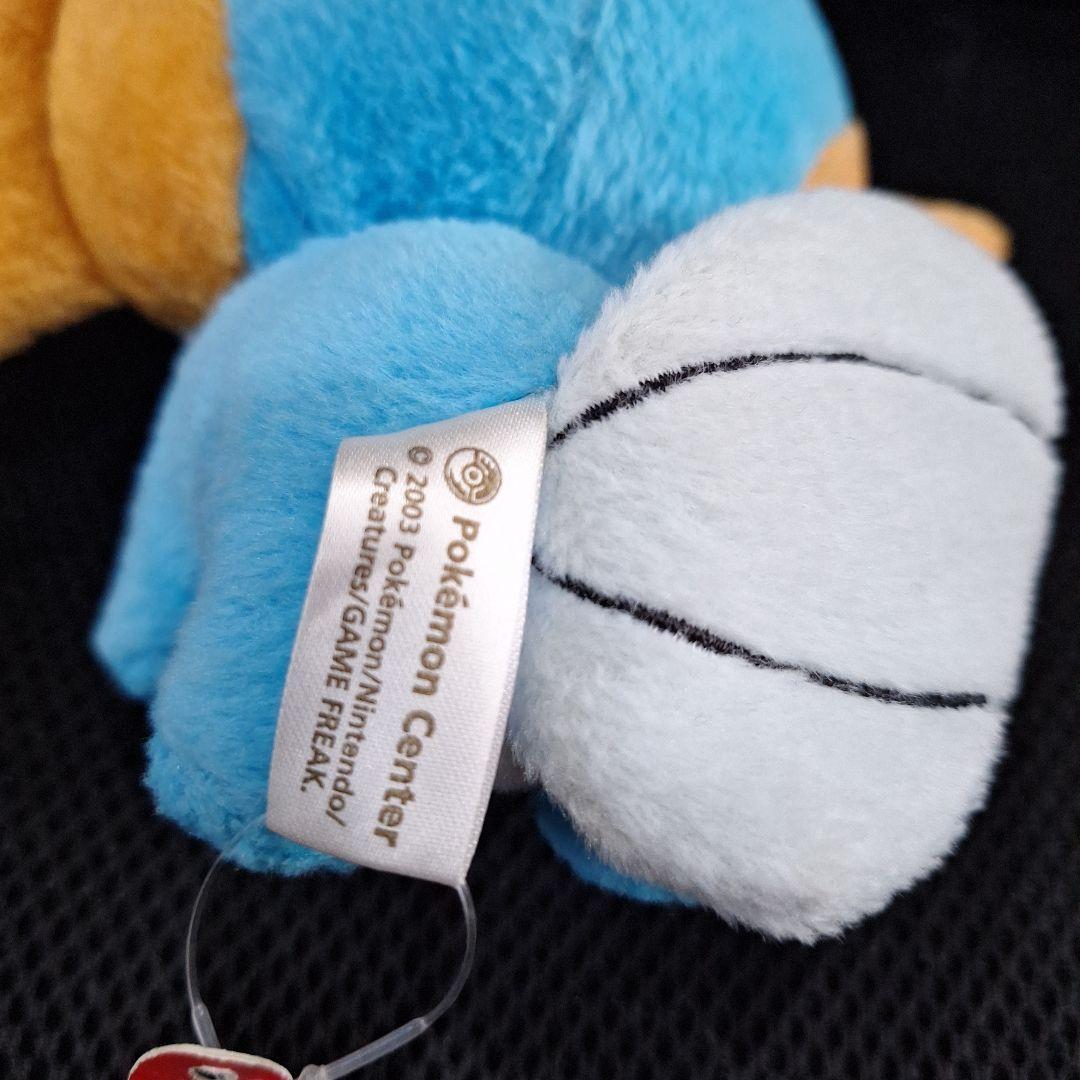 Pokémon Center
© 2003 Pokémon/Nintendo/
Creatures/GAME FREAK.